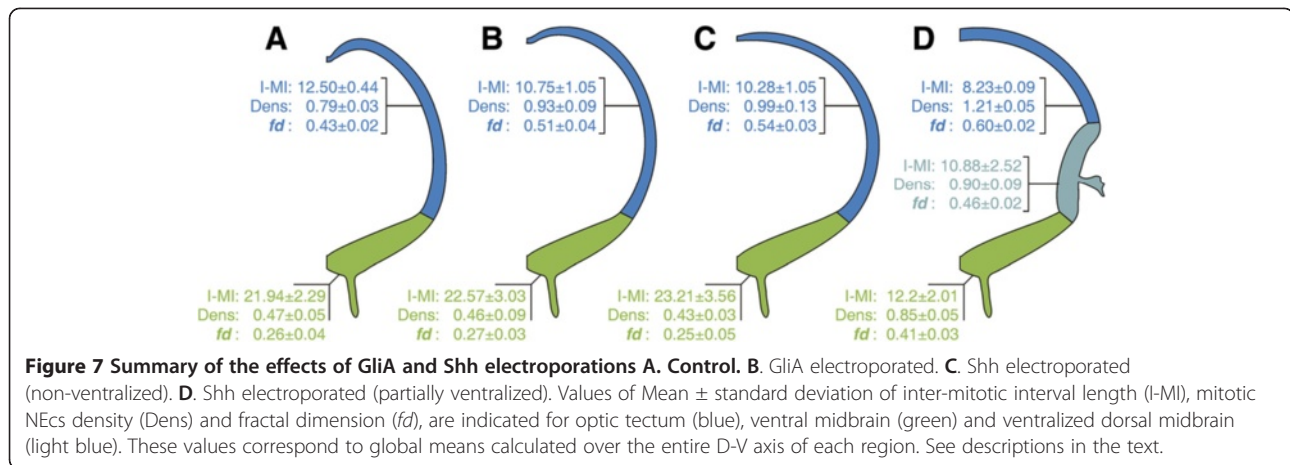 A
B
C
D
I-MI: 12.50±0.44
Dens: 0.79±0.03
fd : 0.43±0.02
I-MI: 10.75±1.05
Dens: 0.93±0.09
fd : 0.51±0.04
I-MI: 10.28±1.05
Dens: 0.99±0.13
fd : 0.54±0.03
I-MI: 8.23±0.09
Dens: 1.21±0.05
fd : 0.60±0.02
I-MI: 10.88±2.52
Dens: 0.90±0.09
fd : 0.46±0.02
I-MI: 21.94±2.29
Dens: 0.47±0.05
fd : 0.26±0.04
I-MI: 22.57±3.03
Dens: 0.46±0.09
fd : 0.27±0.03
I-MI: 23.21±3.56
Dens: 0.43±0.03
fd : 0.25±0.05
I-MI: 12.2±2.01
Dens: 0.85±0.05
fd : 0.41±0.03
Figure 7 Summary of the effects of GliA and Shh electroporations A. Control. B. GliA electroporated. C. Shh electroporated
(non-ventralized). D. Shh electroporated (partially ventralized). Values of Mean ± standard deviation of inter-mitotic interval length (I-MI), mitotic
NEcs density (Dens) and fractal dimension (fd), are indicated for optic tectum (blue), ventral midbrain (green) and ventralized dorsal midbrain
(light blue). These values correspond to global means calculated over the entire D-V axis of each region. See descriptions in the text.